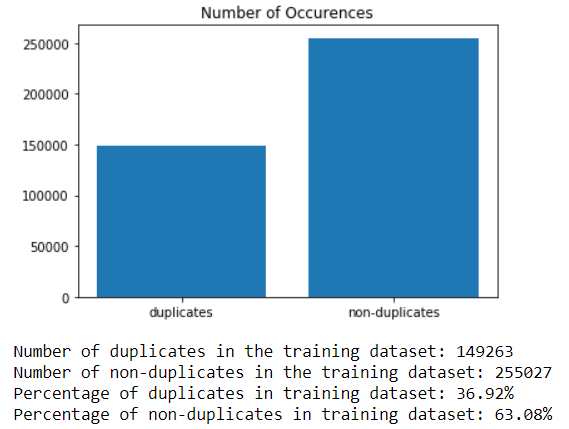 Number of Occurences
250000
200000
150000
100000
50000
0
duplicates non-duplicates
Number of duplicates in the training dataset: 149263
Number of non-duplicates in the training dataset: 255027
Percentage of duplicates in training dataset: 36.92%
Percentage of non-duplicates in training dataset: 63.08%